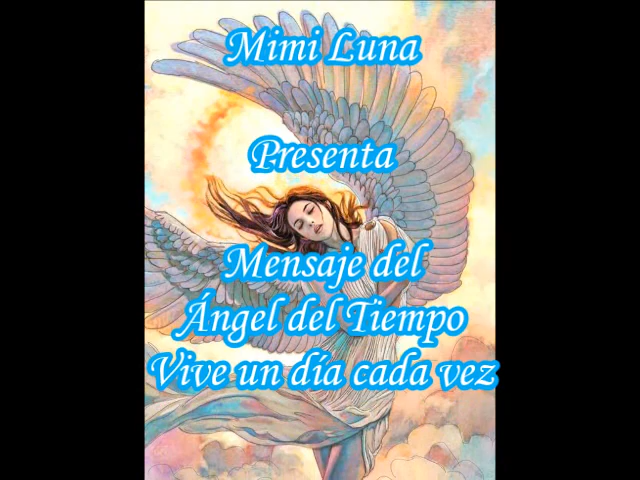 Mimi Luna
Presenta
Mensaje del
Ángel del Tiempo
Vive un día cada vez